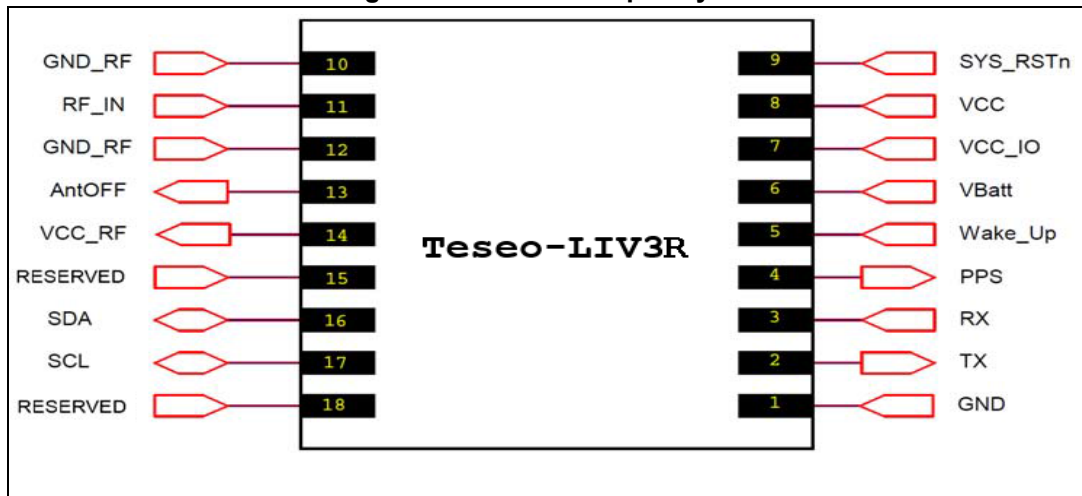 GND_RF 10 9 SYS_RSTn
RF_IN 11 8 VCC
GND_RF 12 7 VCC_IO
AntOFF 13 6 VBatt
VCC_RF 14 Teseo-LIV3R 5 Wake_Up
RESERVED 15 4 PPS
SDA 16 3 RX
SCL 17 2 TX
RESERVED 18 1 GND